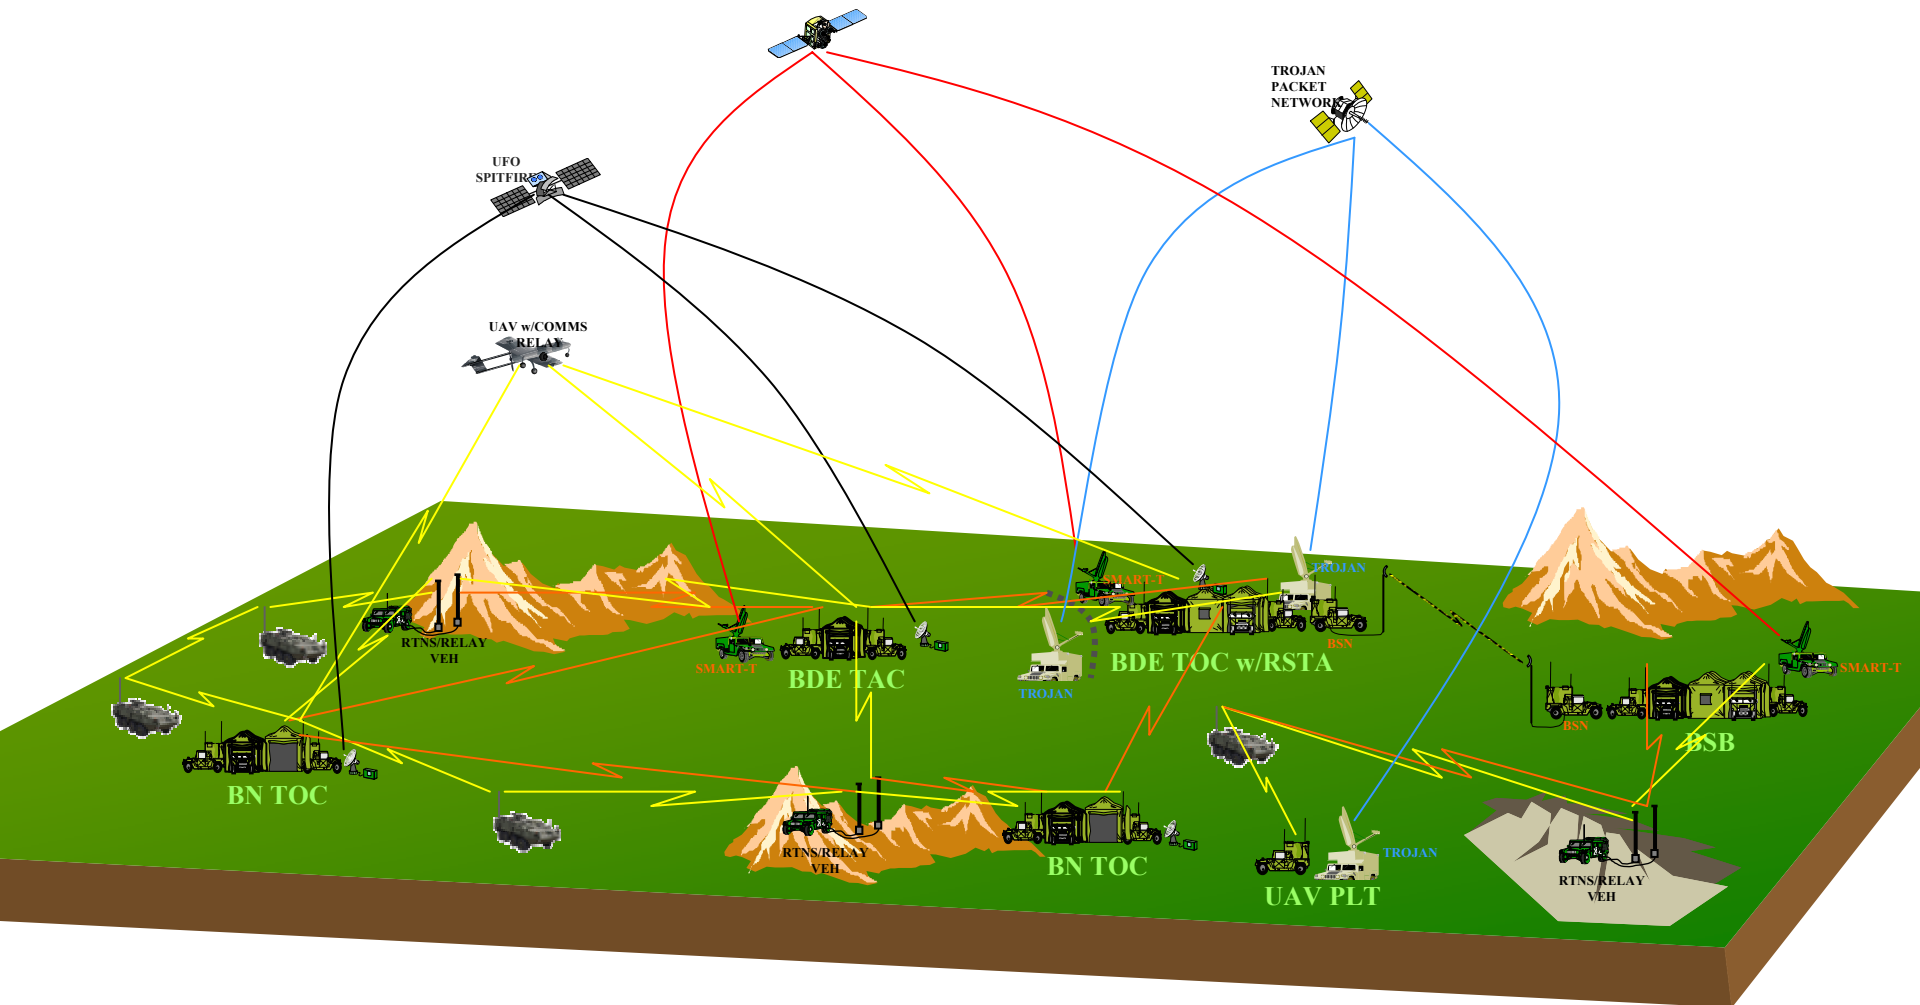 TROJAN
PACKET
NETWORK
UFO
SPITFIRE
UAV w/COMMS
RELAY
RTNS/RELAY
VEH
SMART-T
BDE TAC
SMART-T
TROJAN
BDE TOC w/RSTA
BSN
TROJAN
SMART-T
BSN
BSB
BN TOC
RTNS/RELAY
VEH
BN TOC
TROJAN
UAV PLT
RTNS/RELAY
VEH